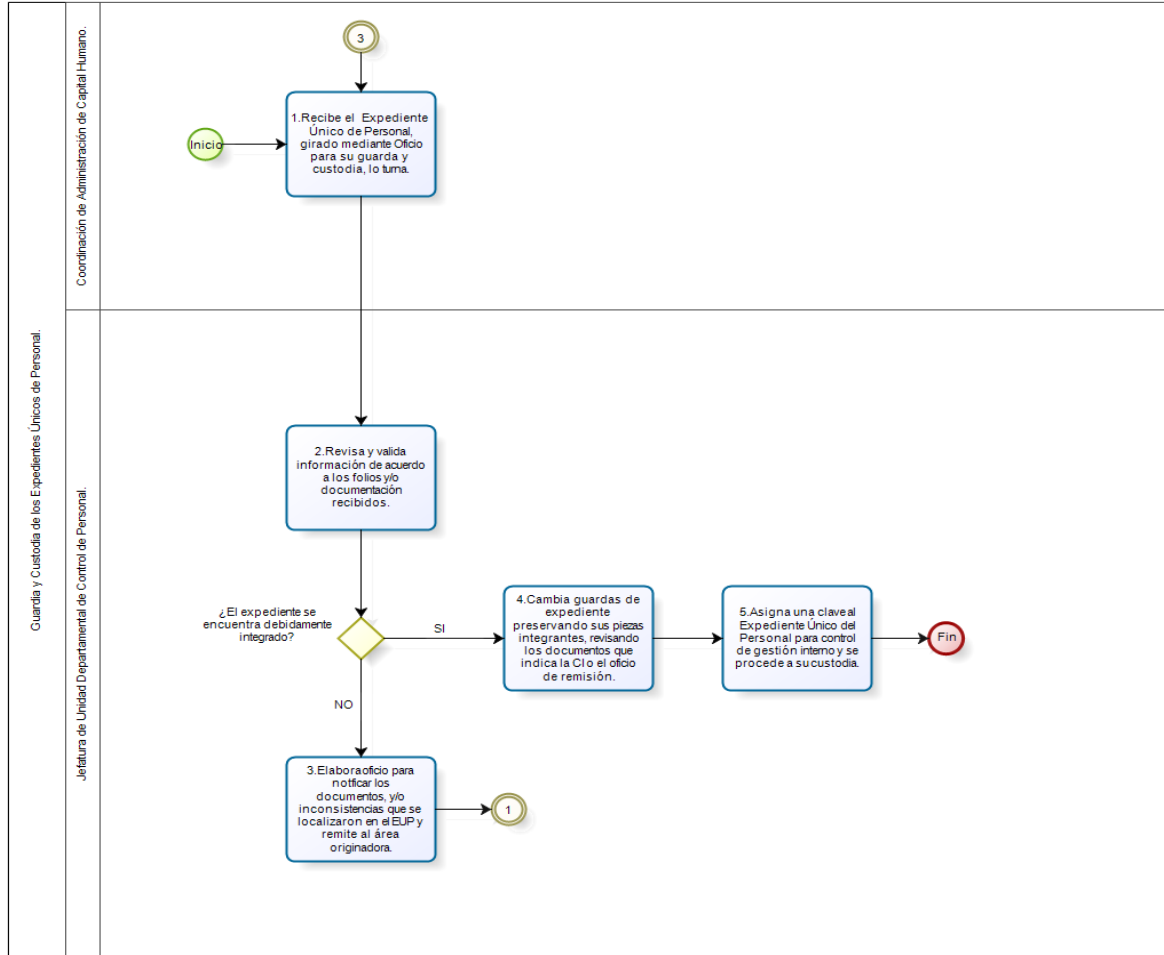 Guardia y Custodia de los Expedientes Únicos de Personal.
Coordinación de Administración de Capital Humano.
3
Inicio
1.Recibe el Expediente
Único de Personal,
girado mediante Oficio
para su guarda y
custodia, lo turna.
Jefatura de Unidad Departamental de Control de Personal.
2.Revisa y valida
información de acuerdo
a los folios y/o
documentación
recibidos.
¿El expediente se
encuentra debidamente
integrado?
SI
4.Cambia guardas de
expediente
preservando sus piezas
integrantes, revisando
los documentos que
indica la CI o el oficio
de remisión.
5.Asigna una clave al
Expediente Único del
Personal para control
de gestión interno y se
procede a su custodia.
Fin
NO
3.Elabora oficio para
notficar los
documentos, y/o
inconsistencias que se
localizaron en el EUP y
remite al área
originadora.
1